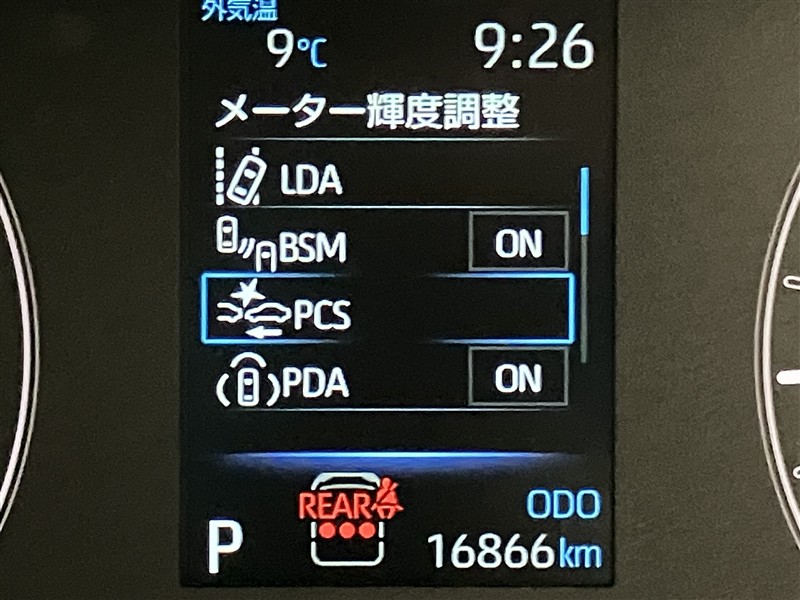 外気温
9℃ 9:26
メーター輝度調整
LDA
BSM ON
PCS
PDA ON
REAR
ODO
P 16866km